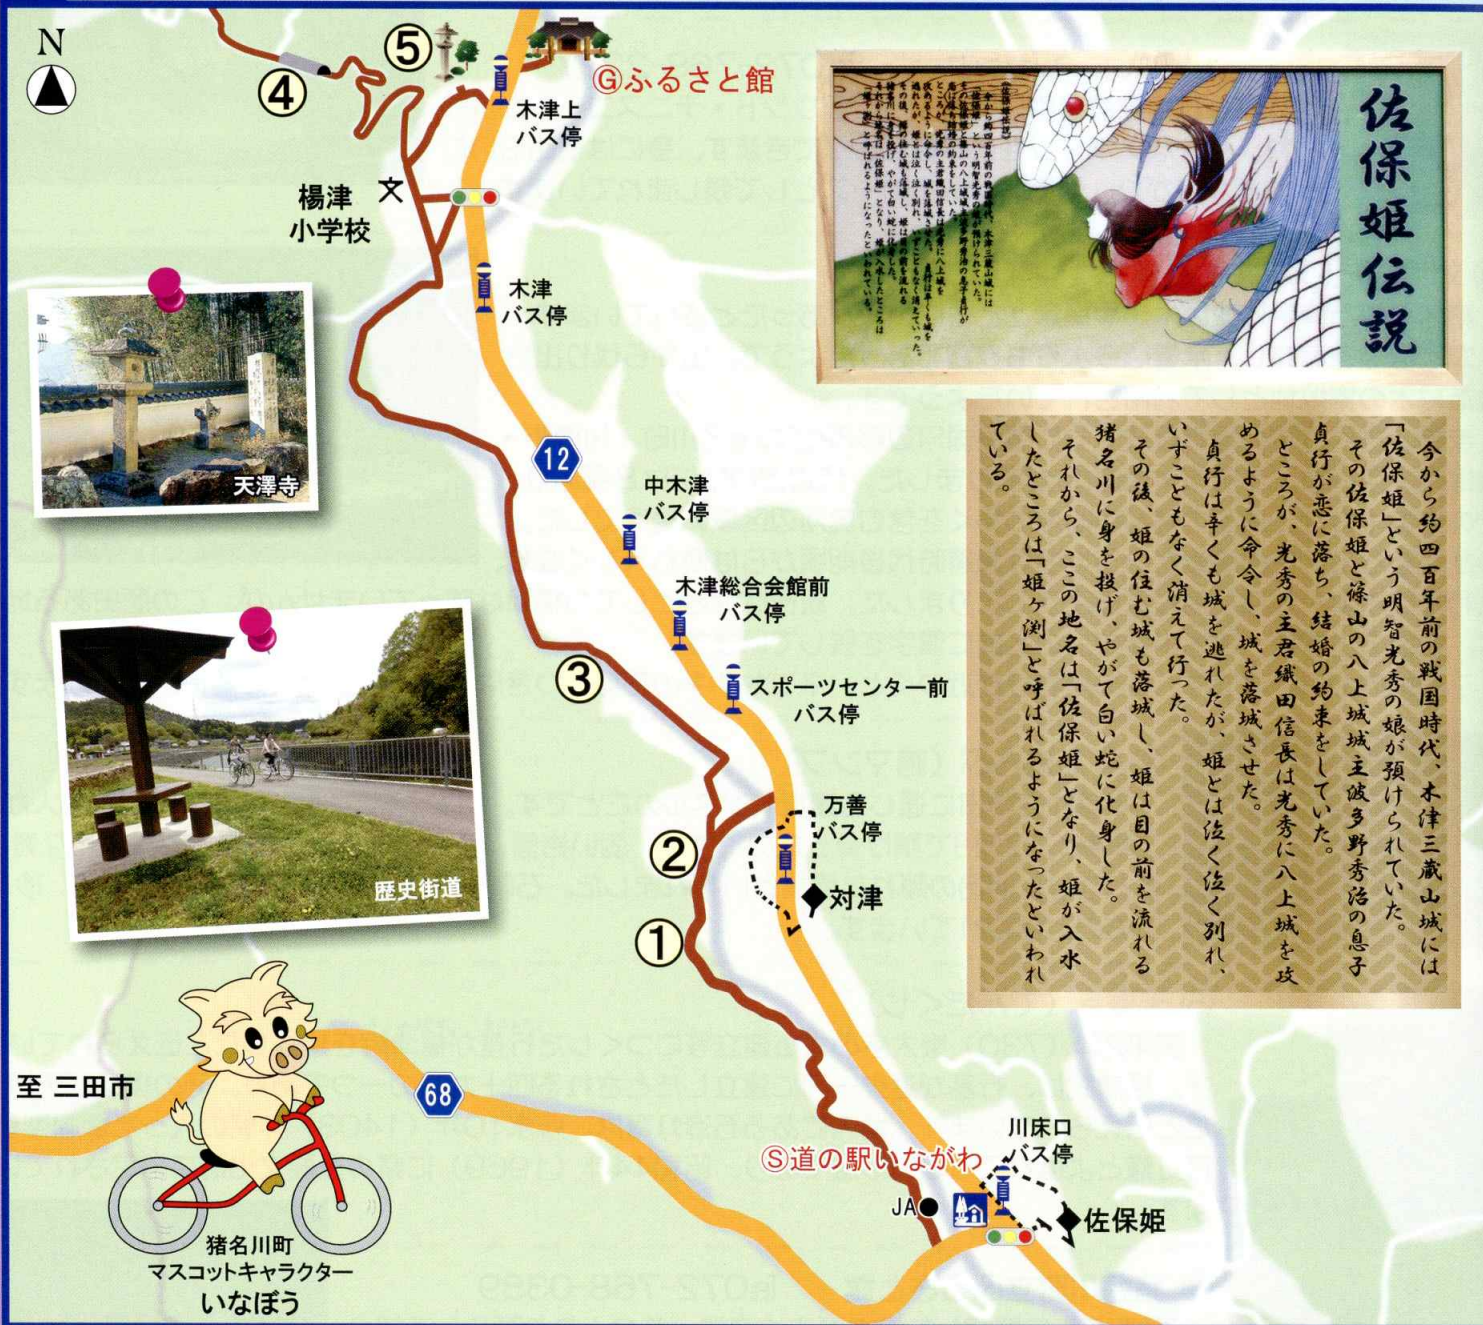 N
④
⑤
Ⓖふるさと館
木津上
バス停
文
楊津
小学校
木津
バス停
天澤寺
12
中木津
バス停
木津総合会館前
バス停
③
スポーツセンター前
バス停
歴史街道
万善
バス停
②
対津
①
至 三田市
68
Ⓢ道の駅いながわ
川床口
バス停
JA
佐保姫
猪名川町
マスコットキャラクター
いなぼう
佐保姫伝説
今から約四百年前の戦国時代、木津三蔵山城には
「佐保姫」という明智光秀の娘が預けられていた。
その佐保姫と篠山の八上城城主波多野秀治の息子
貞行が恋に落ち、結婚の約束をしていた。
ところが、光秀の主君織田信長は光秀に八上城を攻
めるように命令し、城を落城させた。
貞行は辛くも城を逃れたが、姫とは泣く泣く別れ、
いずこともなく消えて行った。
その後、姫の住む城も落城し、姫は目の前を流れる
猪名川に身を投げ、やがて白い蛇に化身した。
それから、ここの地名は「佐保姫」となり、姫が入水
したところは「姫ヶ渕」と呼ばれるようになったといわれ
ている。